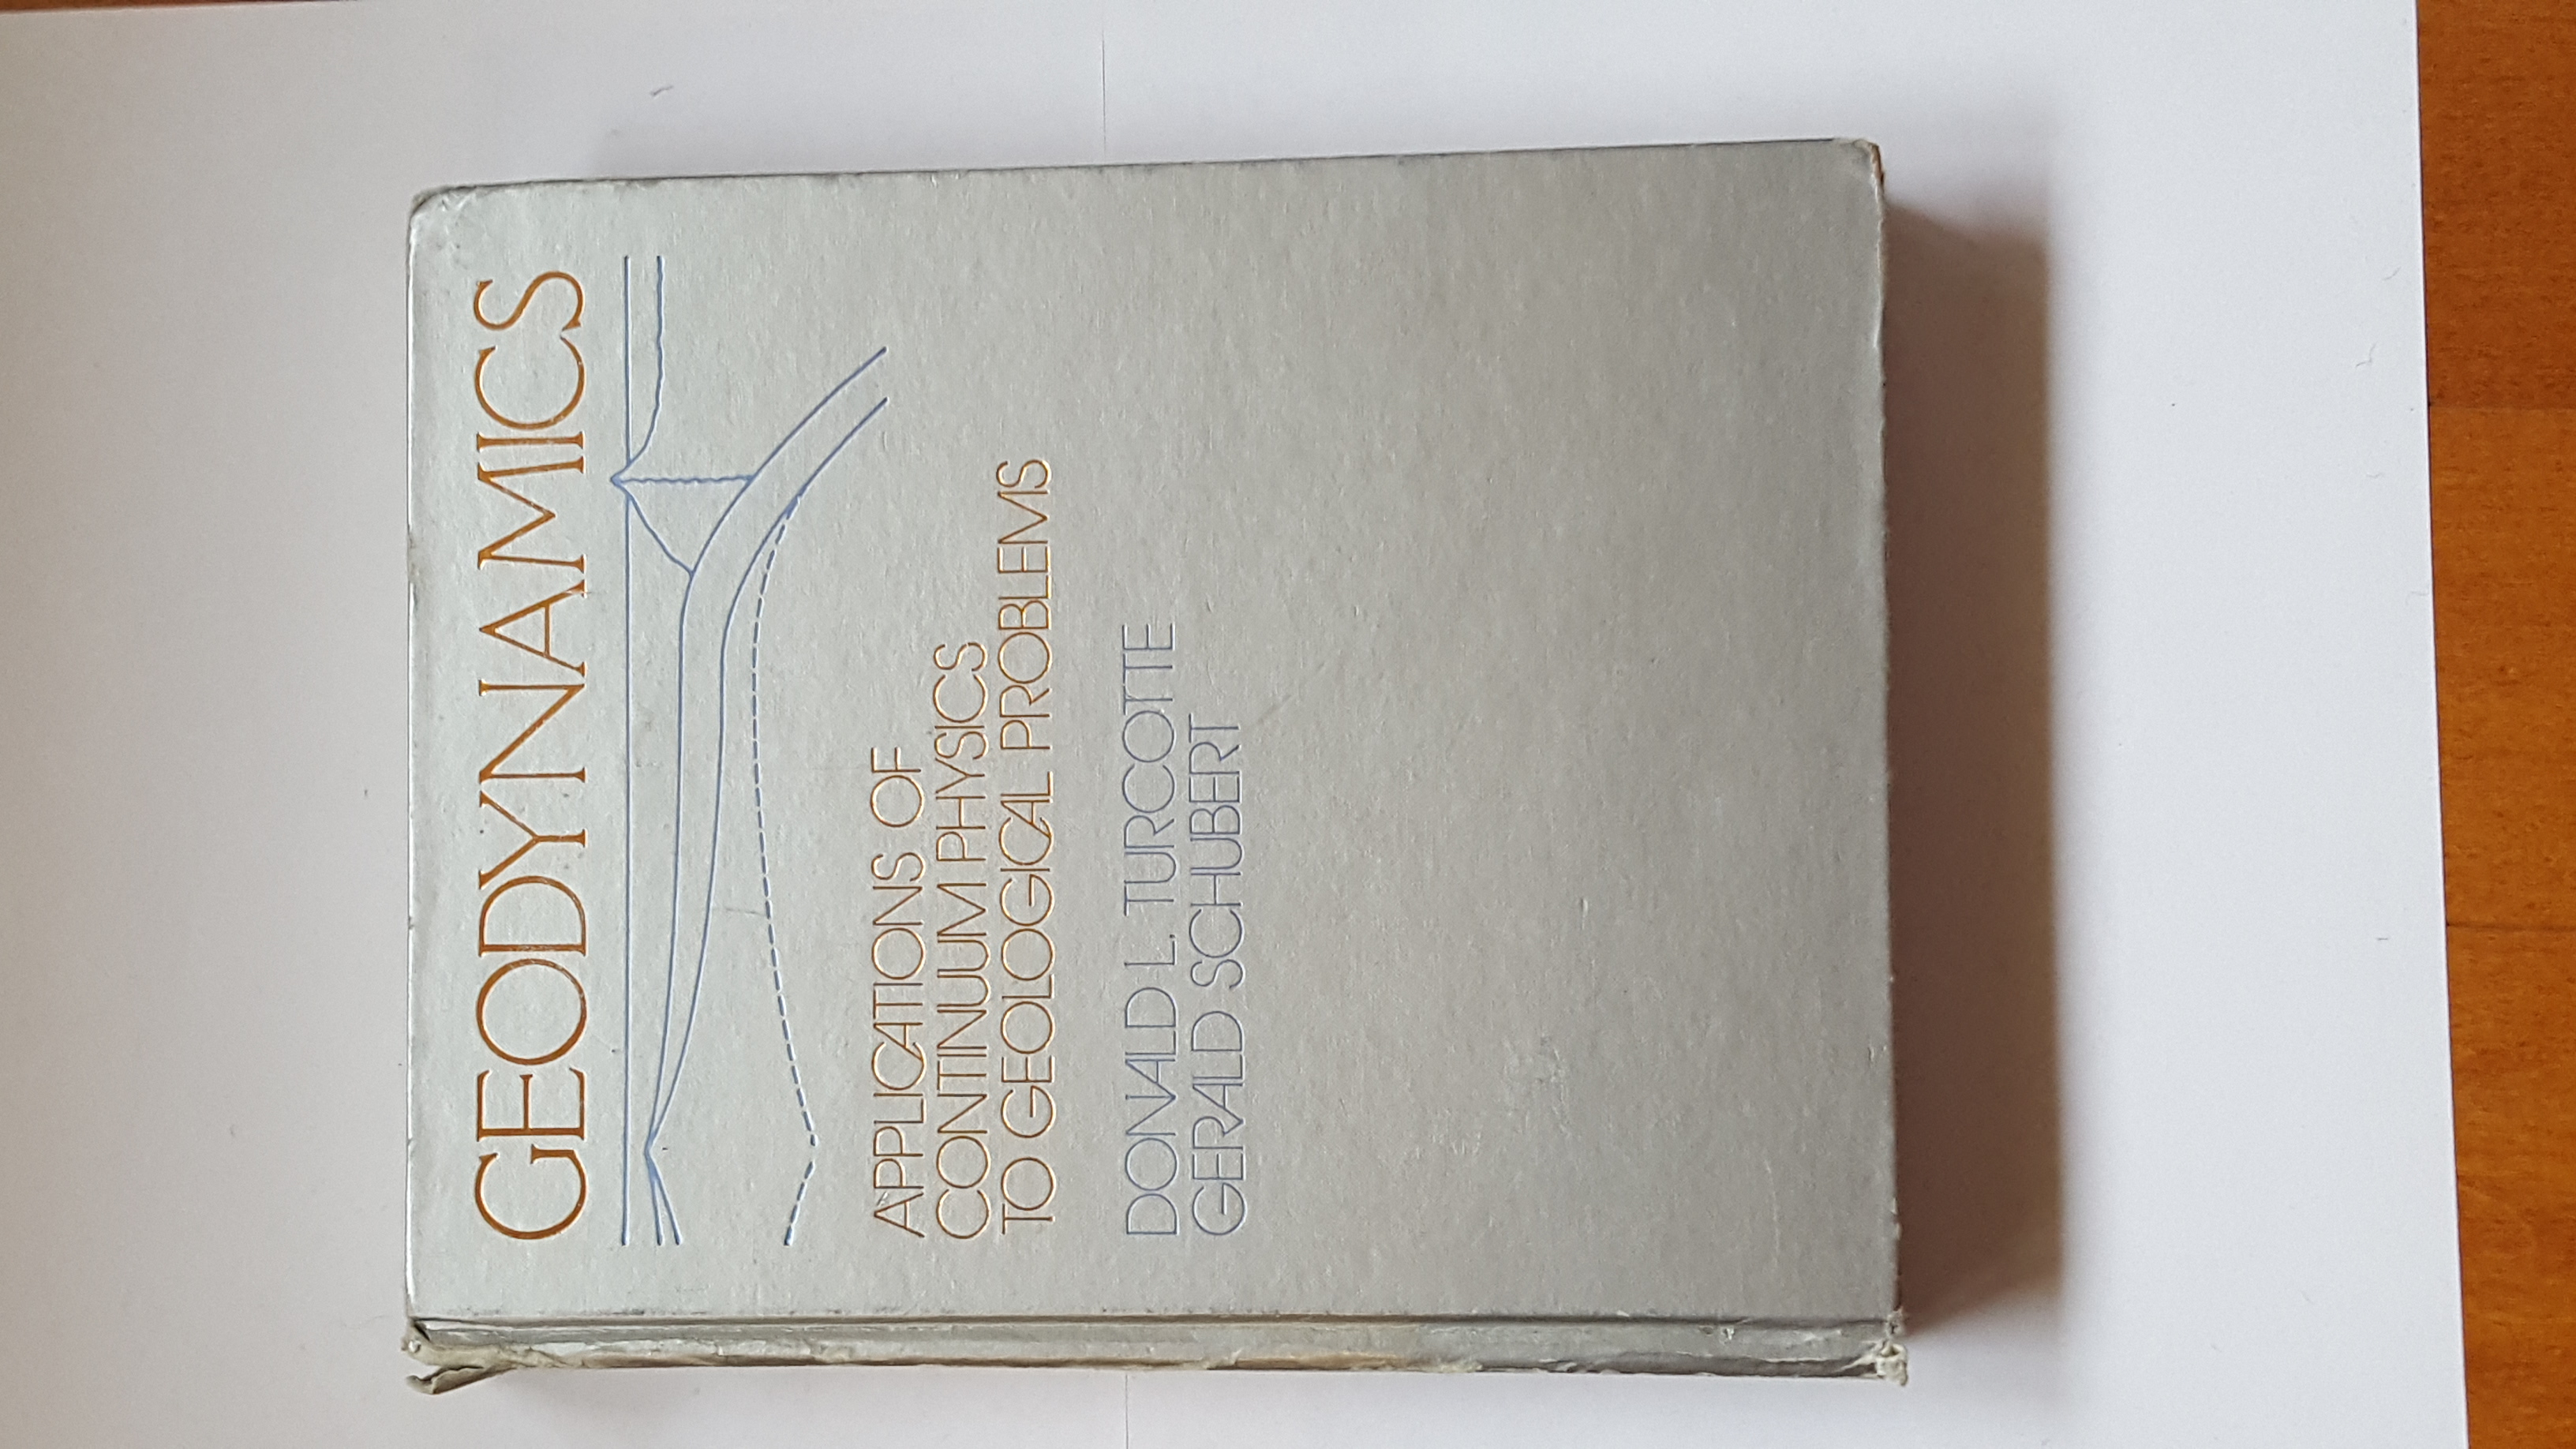 GEODYNAMICS
APPLICATIONS OF
CONTINUUM PHYSICS
TO GEOLOGICAL PROBLEMS
DONALD L. TURCOTTE
GERALD SCHUBERT